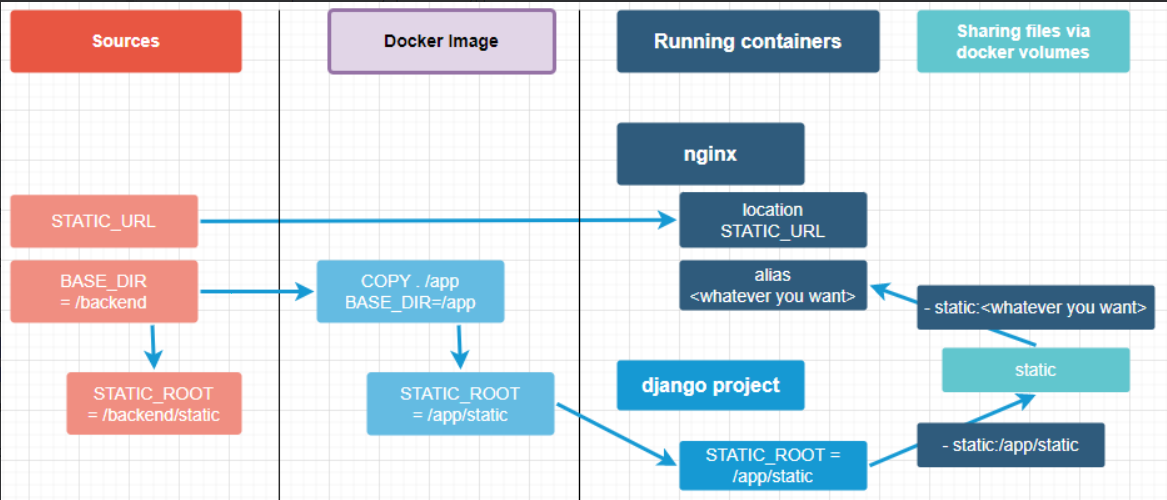 Sources
Docker Image
Running containers
Sharing files via
docker volumes
nginx
STATIC_URL
location
STATIC_URL
BASE_DIR
= /backend
COPY . /app
BASE_DIR=/app
alias
<whatever you want>
- static:<whatever you want>
static
STATIC_ROOT
= /backend/static
STATIC_ROOT
= /app/static
django project
STATIC_ROOT =
/app/static
- static:/app/static